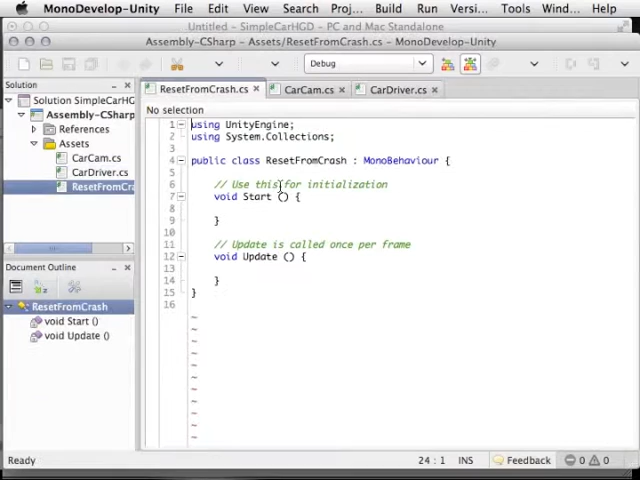 MonoDevelop-Unity File Edit View Search Proj... Build Run Versi... Tools Wind... Help
Untitled - SimpleCarHGD - PC and Mac Standalone
Assembly-CSharp - Assets/ResetFromCrash.cs - MonoDevelop-Unity
Debug
Solution
ResetFromCrash.cs
CarCam.cs
CarDriver.cs
Solution SimpleCarHG
Assembly-CSharp
References
Assets
CarCam.cs
CarDriver.cs
ResetFromCra
No selection
1 using UnityEngine;
2 using System.Collections;
3
4 public class ResetFromCrash : MonoBehaviour {
5
6 // Use this for initialization
7 void Start () {
8
9 }
10
11 // Update is called once per frame
12 void Update () {
13
14 }
15 }
16
~
~
~
~
~
~
~
~
~
~
~
Document Outline
ResetFromCrash
void Start ()
void Update ()
Ready
24 : 1 INS
Feedback
0 0